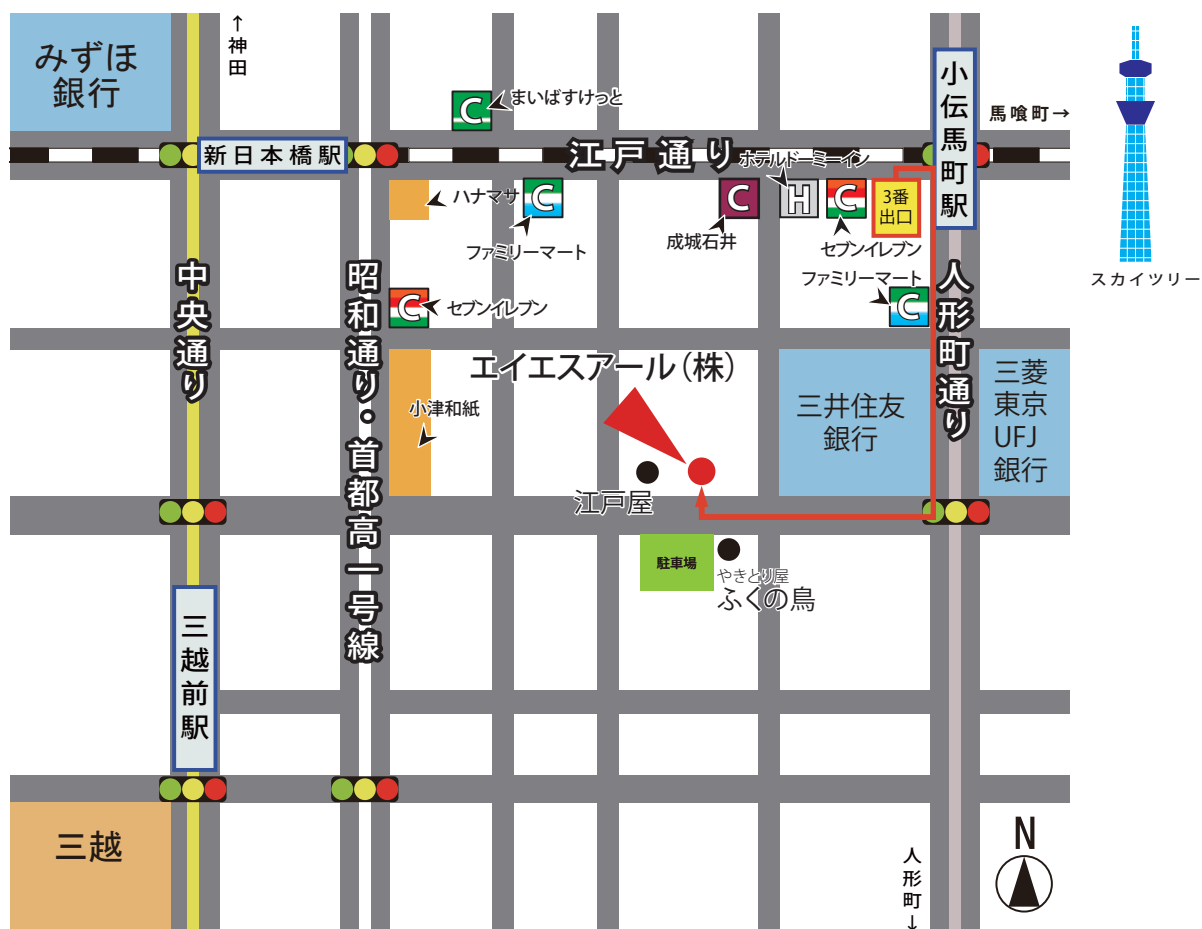 みずほ
銀行
↑
神田
まいばすけっと
C
小伝馬町駅
馬喰町→
新日本橋駅
江戸通り
ホテルドーミーイン
ハナマサ
C
ファミリーマート
C
成城石井
H
C
セブンイレブン
3番
出口
スカイツリー
ファミリーマート
C
中央通り
昭和通り・首都高一号線
C
セブンイレブン
人形町通り
エイエスアール(株)
小津和紙
三井住友
銀行
三菱
東京
UFJ
銀行
江戸屋
駐車場
やきとり屋
ふくの鳥
三越前駅
三越
人形町↓
N